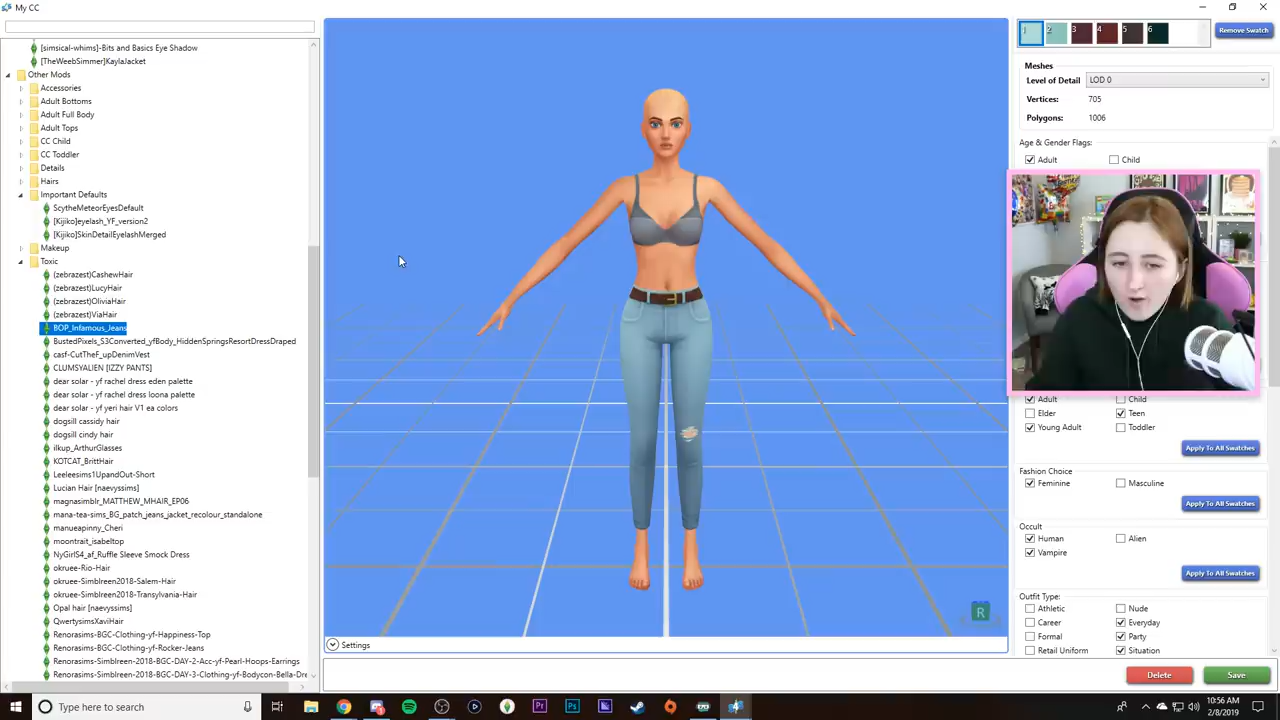 My CC
[simsical-whims]-Bits and Basics Eye Shadow
[TheWeebSimmer]KaylaJacket
Other Mods
Accessories
Adult Bottoms
Adult Full Body
Adult Tops
CC Child
CC Toddler
Details
Hairs
Important Defaults
ScytheMeteorEyesDefault
[Kijiko]eyelash_YF_version2
[Kijiko]SkinDetailEyelashMerged
Makeup
Toxic
(zebrazest)CashewHair
(zebrazest)LucyHair
(zebrazest)OliviaHair
(zebrazest)ViaHair
BOP_Infamous_Jeans
BustedPixels_S3Converted_yfBody_HiddenSpringsResortDressDraped
casf-CutTheF_upDenimVest
CLUMSYALIEN [IZZY PANTS]
dear solar - yf rachel dress eden palette
dear solar - yf rachel dress loona palette
dear solar - yf yeri hair V1 ea colors
dogsill cassidy hair
dogsill cindy hair
ilkup_ArthurGlasses
KOTCAT_BrittHair
Leeleesims1UpandOut-Short
Lucian Hair [naevyssims]
magnasimblr_MATTHEW_MHAIR_EP06
mana-tea-sims_BG_patch_jeans_jacket_recolour_standalone
manueapinny_Cheri
moontrait_isabeltop
NyGirlS4_af_Ruffle Sleeve Smock Dress
okruee-Rio-Hair
okruee-Simblreen2018-Salem-Hair
okruee-Simblreen2018-Transylvania-Hair
Opal hair [naevyssims]
QwertysimsXaviHair
Renorasims-BGC-Clothing-yf-Happiness-Top
Renorasims-BGC-Clothing-yf-Rocker-Jeans
Renorasims-Simblreen-2018-BGC-DAY-2-Acc-yf-Pearl-Hoops-Earrings
Renorasims-Simblreen-2018-BGC-DAY-3-Clothing-yf-Bodycon-Bella-Dre
R
Settings
1 2 3 4 5 6
Remove Swatch
Meshes
Level of Detail LOD 0
Vertices: 705
Polygons: 1006
Age & Gender Flags:
Adult Child
Adult Child
Elder Teen
Young Adult Toddler
Apply To All Swatches
Fashion Choice
Feminine Masculine
Apply To All Swatches
Occult
Human Alien
Vampire
Apply To All Swatches
Outfit Type:
Athletic Nude
Career Everyday
Formal Party
Retail Uniform Situation
Delete Save
Type here to search
Pr Ps
10:56 AM
2/8/2019